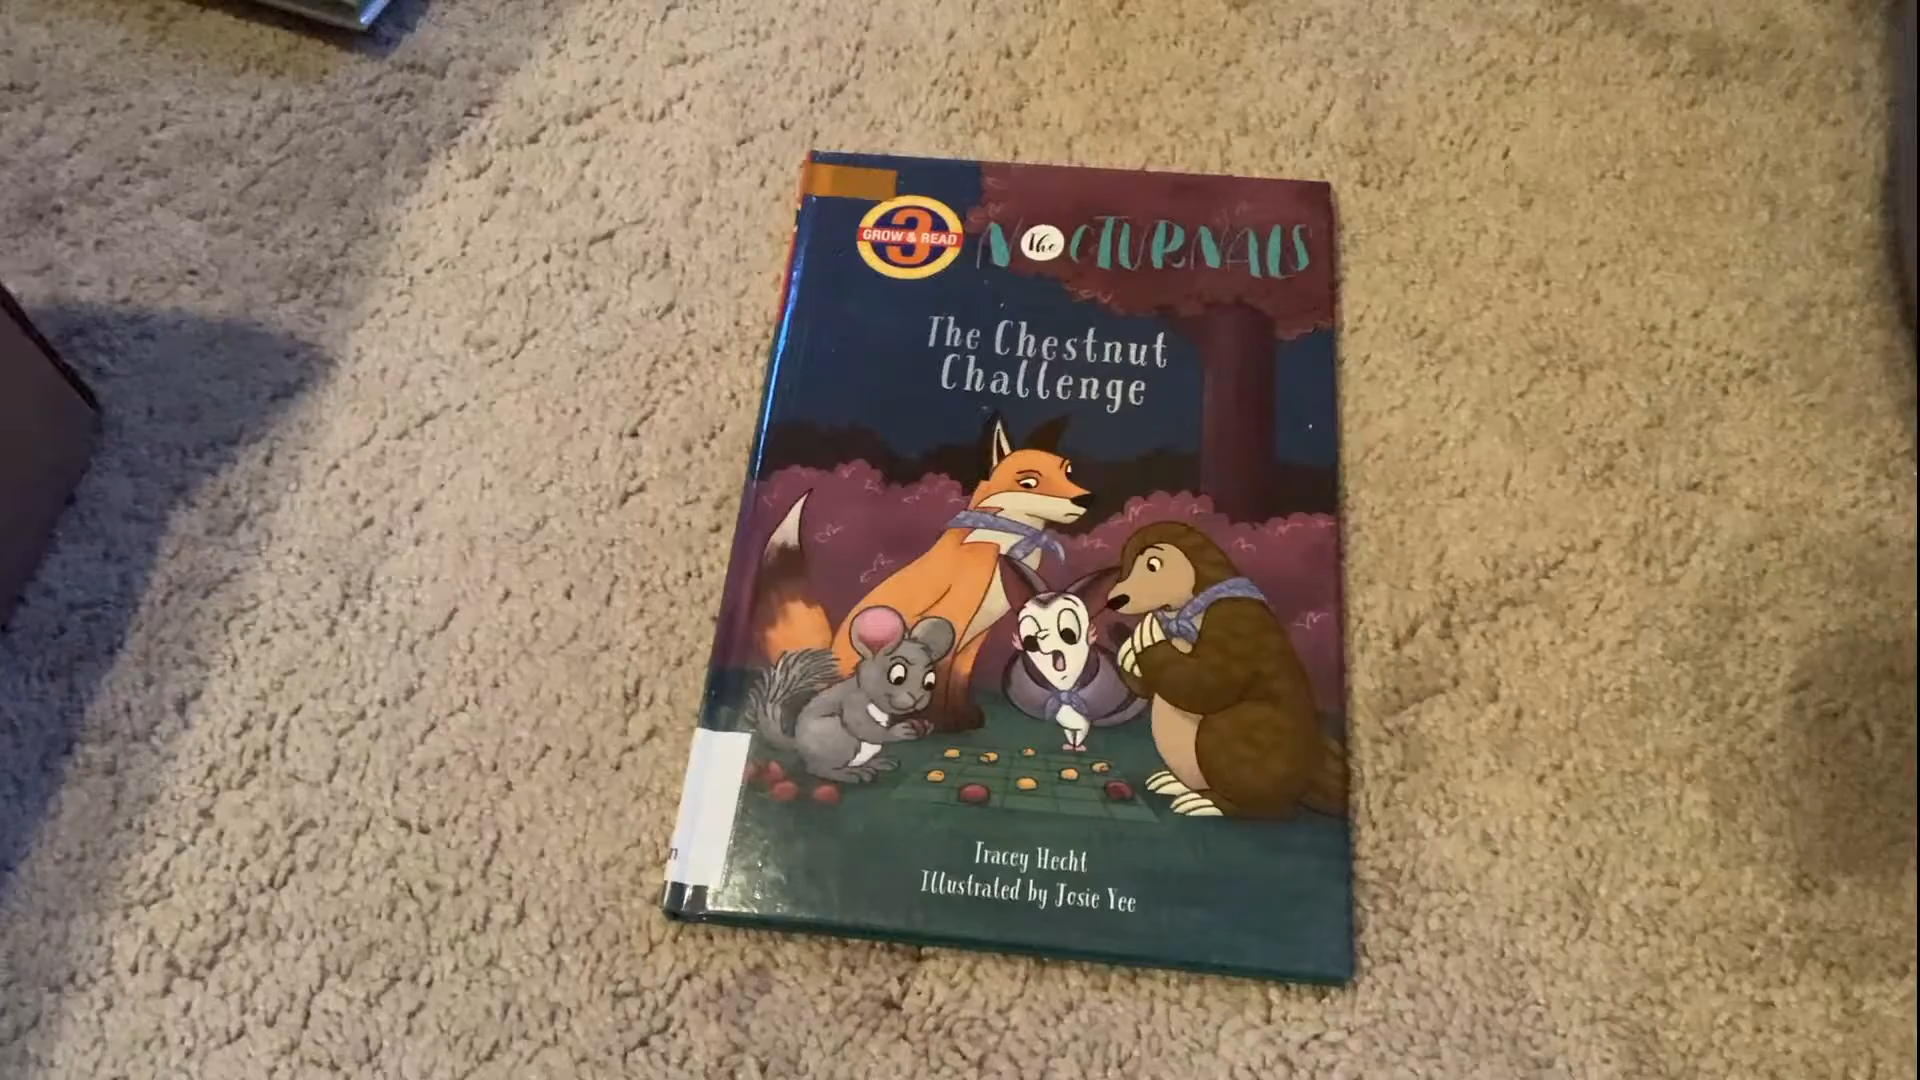 3
GROW & READ
The NOCTURNALS
The Chestnut
Challenge
Tracey Hecht
Illustrated by Josie Yee
n